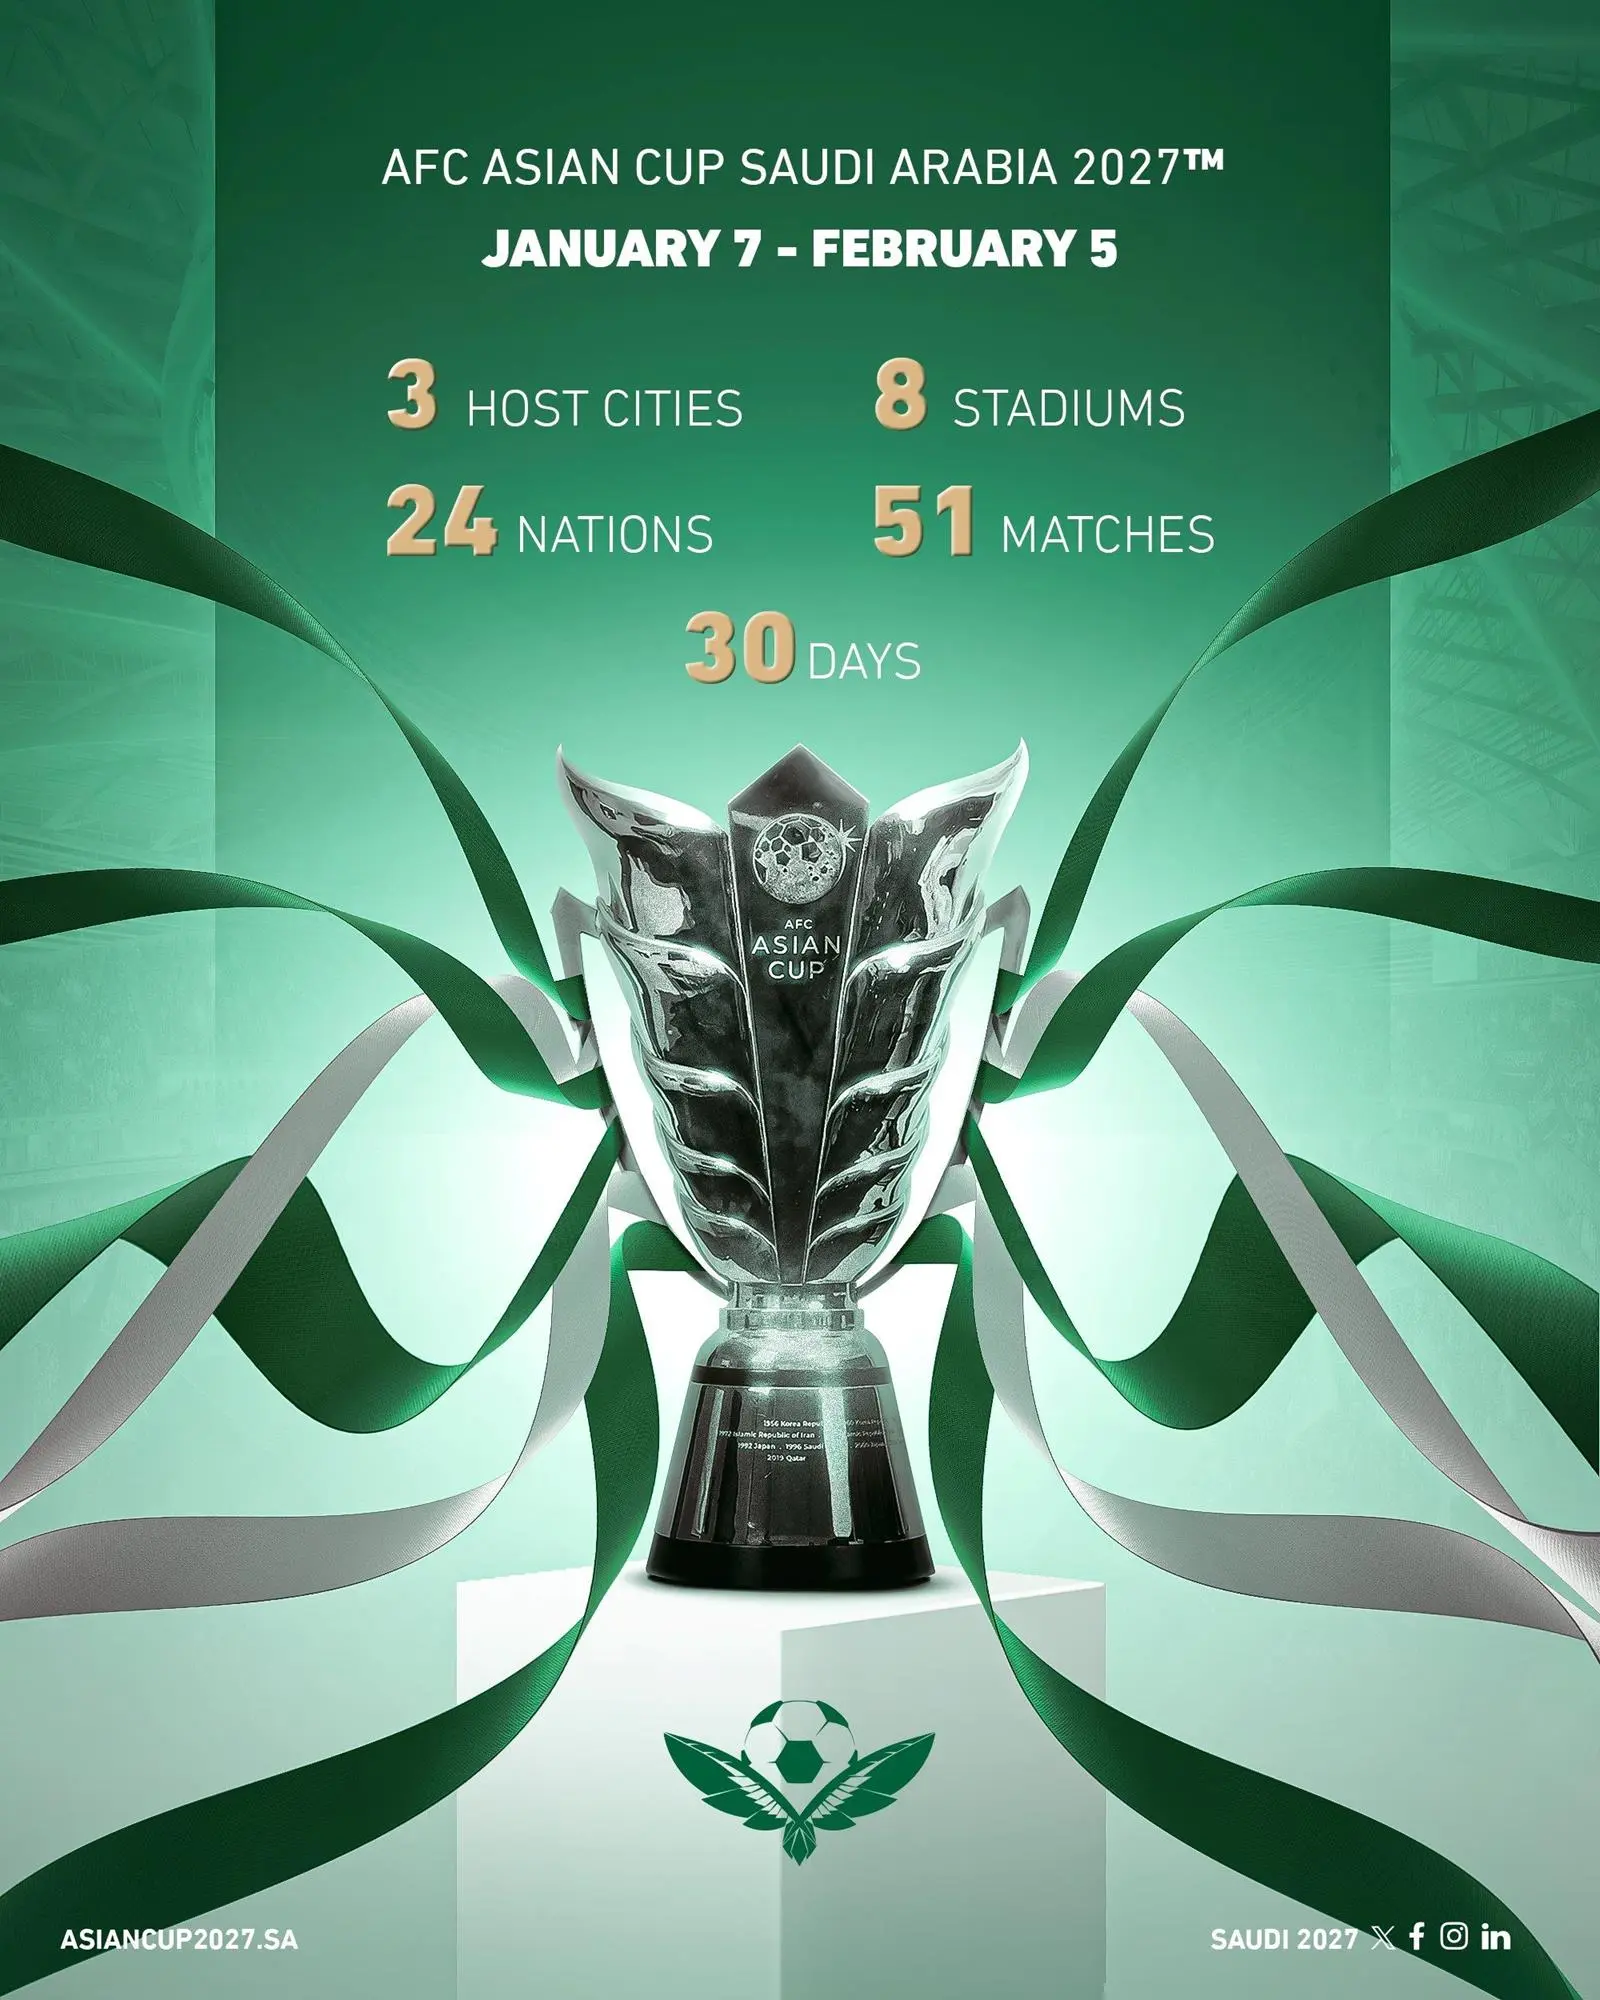 AFC ASIAN CUP SAUDI ARABIA 2027™
JANUARY 7 - FEBRUARY 5
3 HOST CITIES
8 STADIUMS
24 NATIONS
51 MATCHES
30 DAYS
AFC
ASIAN
CUP
1956 Korea
1972 Islamic Republic of Iran
1992 Japan . 1996 Saudi
2019 Qatar
ASIANCUP2027.SA
SAUDI 2027